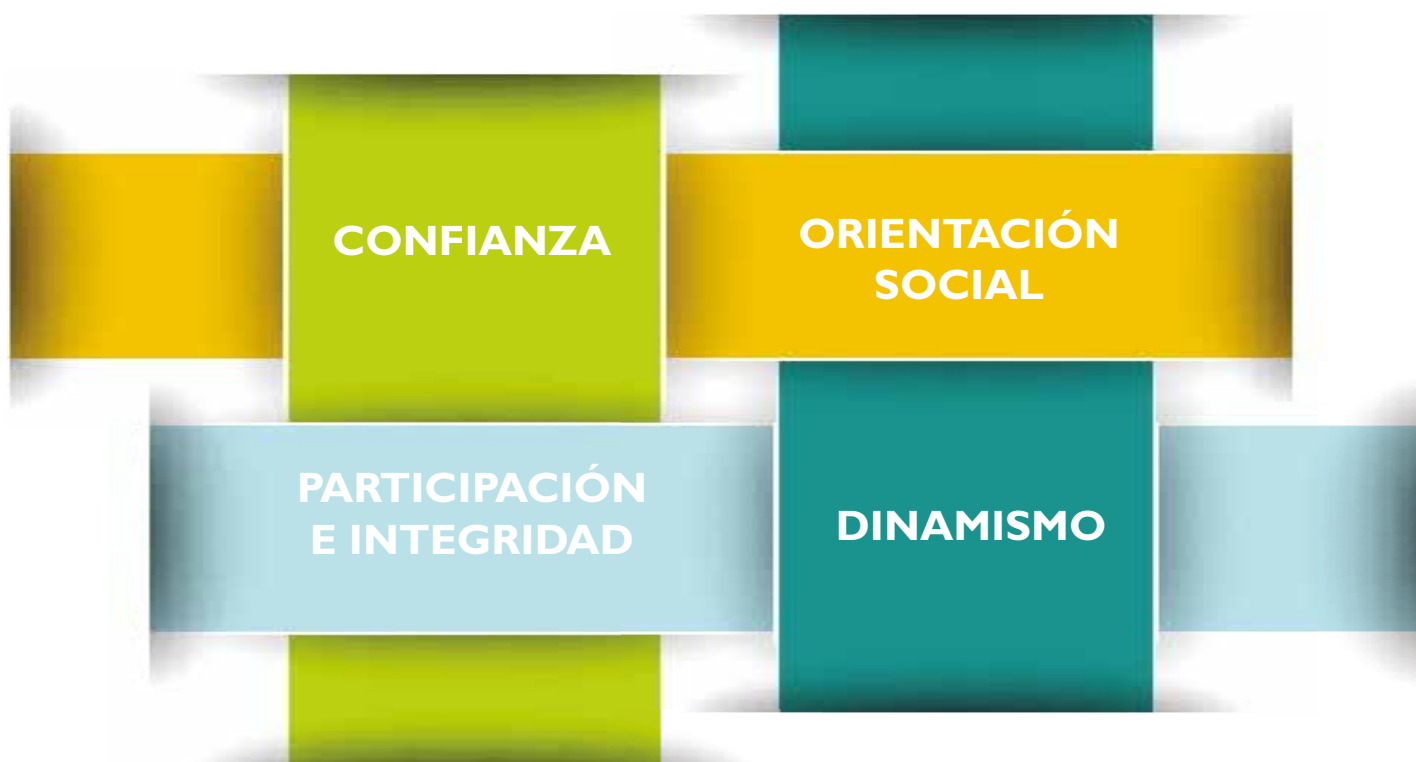 CONFIANZA
ORIENTACIÓN
SOCIAL
PARTICIPACIÓN
E INTEGRIDAD
DINAMISMO